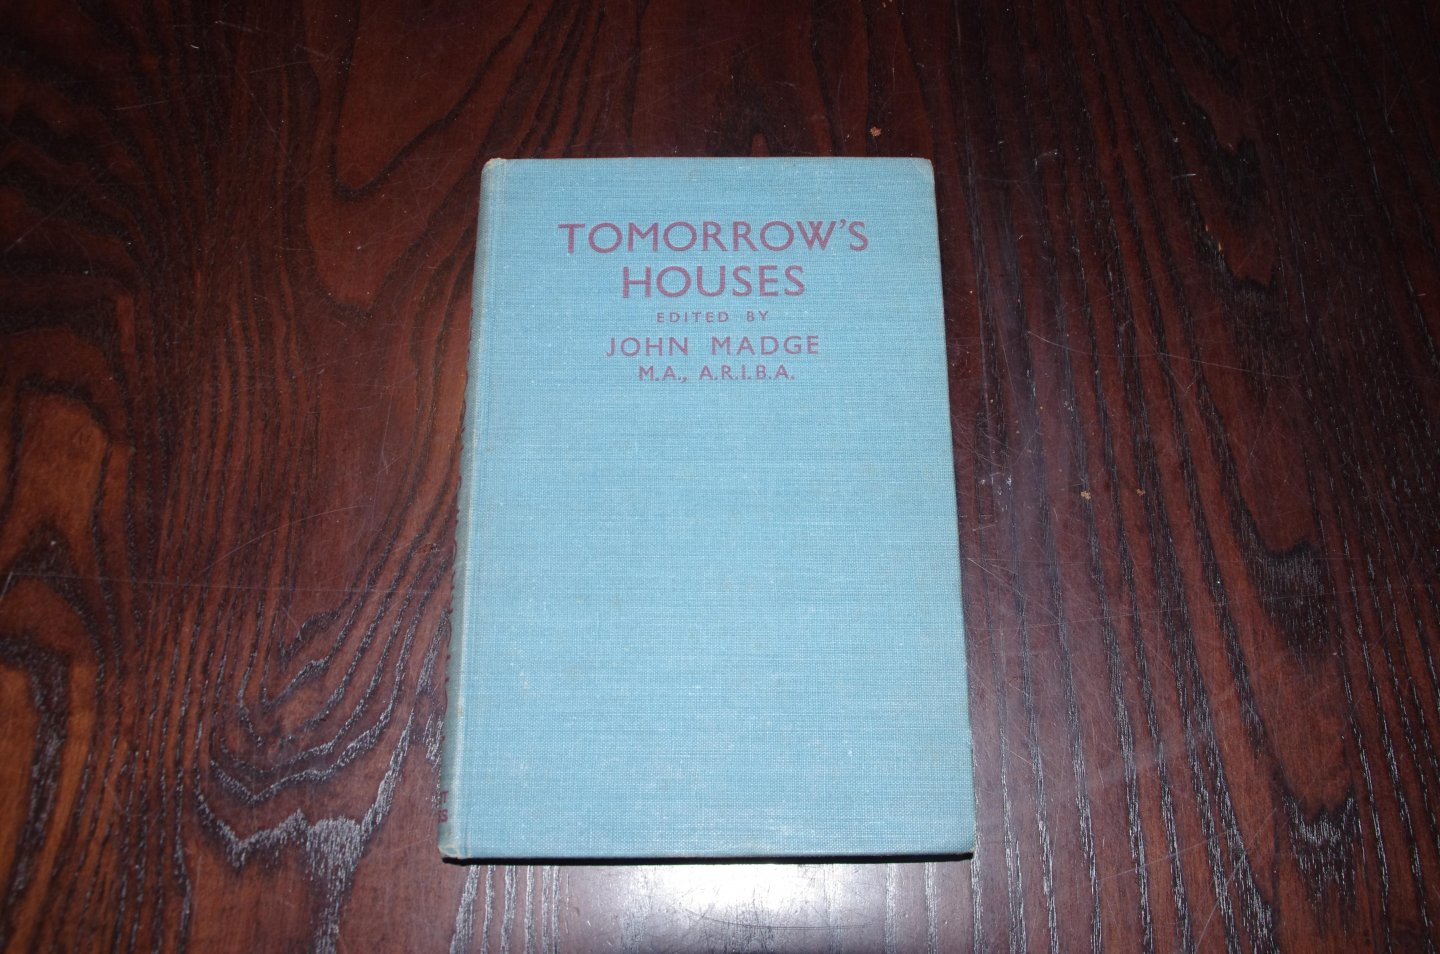 TOMORROW'S
HOUSES
EDITED BY
JOHN MADGE
M.A., A.R.I.B.A.